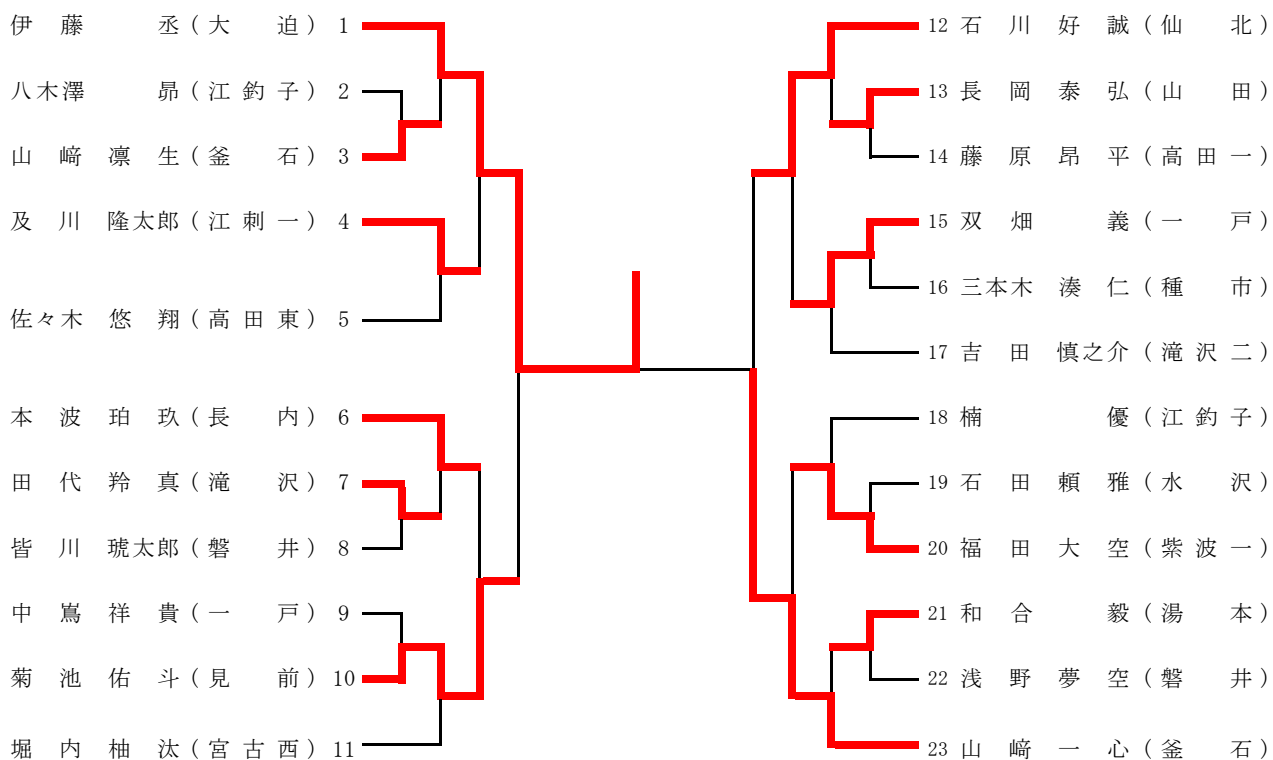 伊藤 丞(大迫) 1
八木澤 昴(江釣子) 2
山﨑凛生(釜石) 3
及川隆太郎(江刺一) 4
佐々木悠翔(高田東) 5
本波珀玖(長内) 6
田代羚真(滝沢) 7
皆川琥太郎(磐井) 8
中嶌祥貴(一戸) 9
菊池佑斗(見前) 10
堀内柚汰(宮古西) 11
12 石川好誠(仙北)
13 長岡泰弘(山田)
14 藤原昂平(高田一)
15 双畑 義(一戸)
16 三本木湊仁(種市)
17 吉田慎之介(滝沢二)
18 楠 優(江釣子)
19 石田頼雅(水沢)
20 福田大空(紫波一)
21 和合 毅(湯本)
22 浅野夢空(磐井)
23 山﨑一心(釜石)